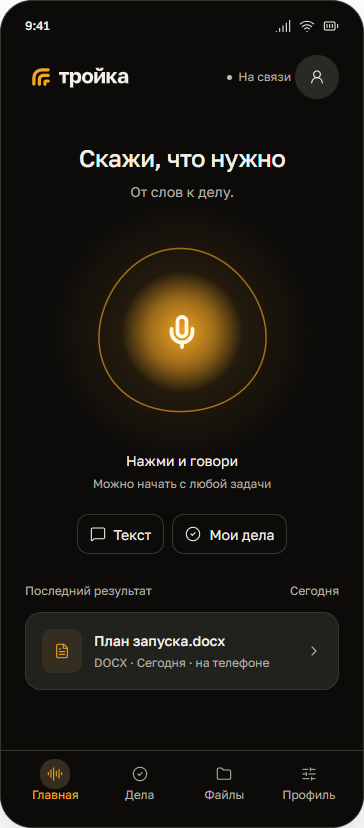 9:41
тройка
На связи
Скажи, что нужно
От слов к делу.
Нажми и говори
Можно начать с любой задачи
Текст
Мои дела
Последний результат
Сегодня
План запуска.docx
DOCX · Сегодня · на телефоне
Главная
Дела
Файлы
Профиль